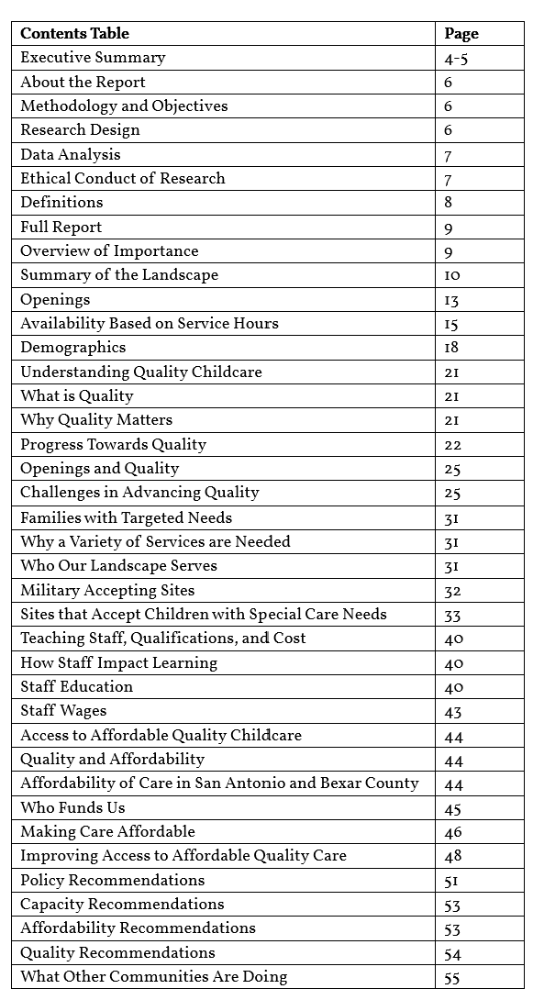 Contents Table Page
Executive Summary 4-5
About the Report 6
Methodology and Objectives 6
Research Design 6
Data Analysis 7
Ethical Conduct of Research 7
Definitions 8
Full Report 9
Overview of Importance 9
Summary of the Landscape 10
Openings 13
Availability Based on Service Hours 15
Demographics 18
Understanding Quality Childcare 21
What is Quality 21
Why Quality Matters 21
Progress Towards Quality 22
Openings and Quality 25
Challenges in Advancing Quality 25
Families with Targeted Needs 31
Why a Variety of Services are Needed 31
Who Our Landscape Serves 31
Military Accepting Sites 32
Sites that Accept Children with Special Care Needs 33
Teaching Staff, Qualifications, and Cost 40
How Staff Impact Learning 40
Staff Education 40
Staff Wages 43
Access to Affordable Quality Childcare 44
Quality and Affordability 44
Affordability of Care in San Antonio and Bexar County 44
Who Funds Us 45
Making Care Affordable 46
Improving Access to Affordable Quality Care 48
Policy Recommendations 51
Capacity Recommendations 53
Affordability Recommendations 53
Quality Recommendations 54
What Other Communities Are Doing 55